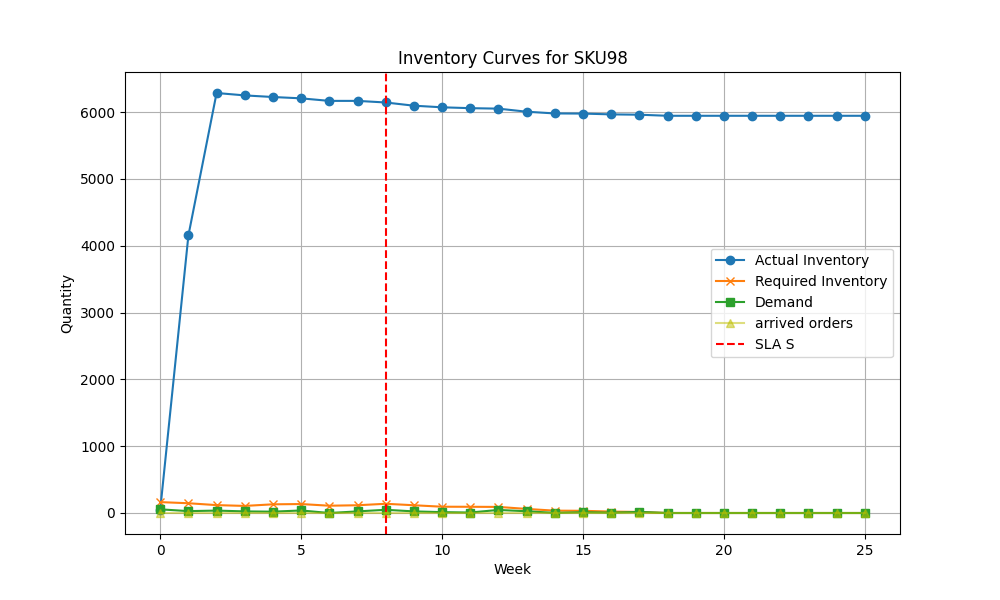 Inventory Curves for SKU98
Quantity
6000
5000
4000
3000
2000
1000
0
Actual Inventory
Required Inventory
Demand
arrived orders
SLA S
0 5 10 15 20 25
Week